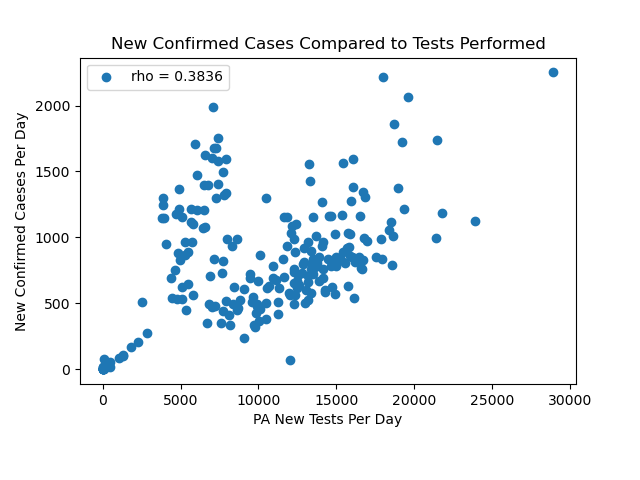 New Confirmed Cases Compared to Tests Performed
rho = 0.3836
New Confirmed Caeses Per Day
2000
1500
1000
500
0
0 5000 10000 15000 20000 25000 30000
PA New Tests Per Day